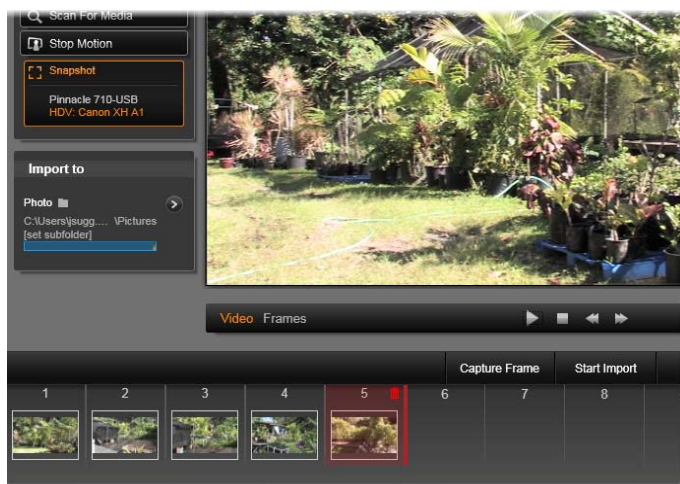 Scan For Media
Stop Motion
Snapshot
Pinnacle 710-USB
HDV: Canon XH A1
Import to
Photo
C:\Users\jsugg.... \Pictures
[set subfolder]
Video Frames
Capture Frame Start Import
1 2 3 4 5 6 7 8